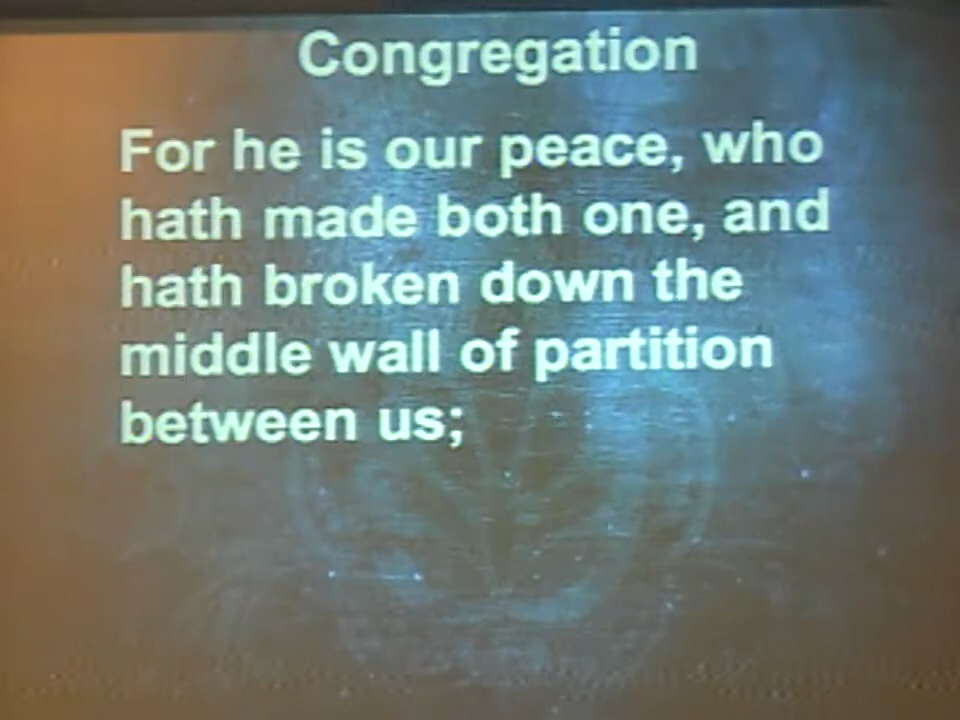 Congregation
For he is our peace, who
hath made both one, and
hath broken down the
middle wall of partition
between us;